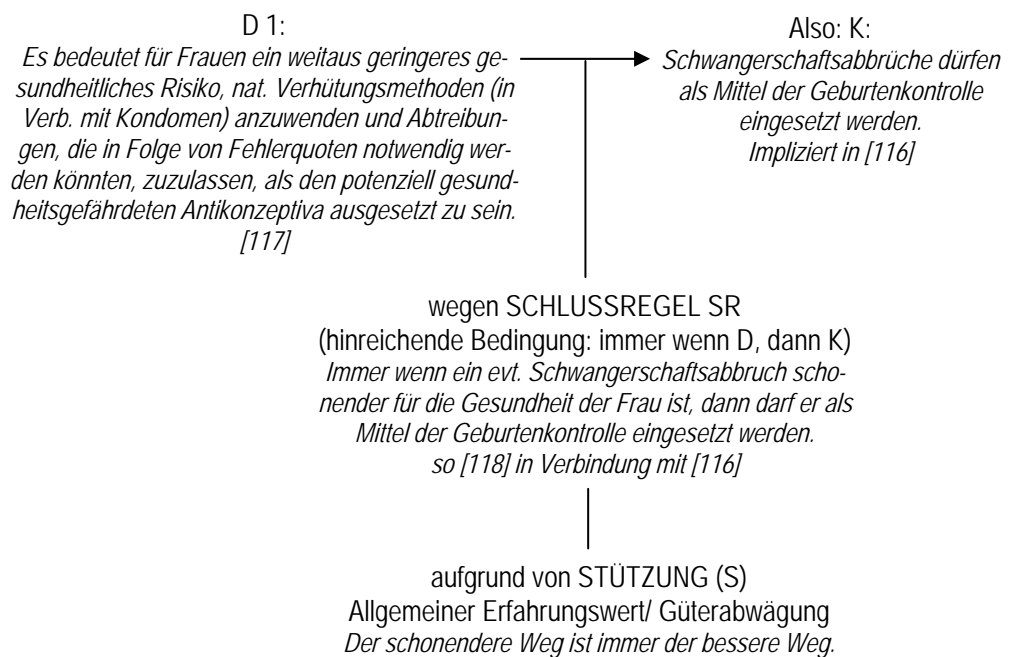 D 1:
Es bedeutet für Frauen ein weitaus geringeres ge-
sundheitliches Risiko, nat. Verhütungsmethoden (in
Verb. mit Kondomen) anzuwenden und Abtreibun-
gen, die in Folge von Fehlerquoten notwendig wer-
den könnten, zuzulassen, als den potenziell gesund-
heitsgefährdeten Antikonzeptiva ausgesetzt zu sein.
[117]
Also: K:
Schwangerschaftsabbrüche dürfen
als Mittel der Geburtenkontrolle
eingesetzt werden.
Impliziert in [116]
wegen SCHLUSSREGEL SR
(hinreichende Bedingung: immer wenn D, dann K)
Immer wenn ein evt. Schwangerschaftsabbruch scho-
nender für die Gesundheit der Frau ist, dann darf er als
Mittel der Geburtenkontrolle eingesetzt werden.
so [118] in Verbindung mit [116]
aufgrund von STÜTZUNG (S)
Allgemeiner Erfahrungswert/ Güterabwägung
Der schonendere Weg ist immer der bessere Weg.